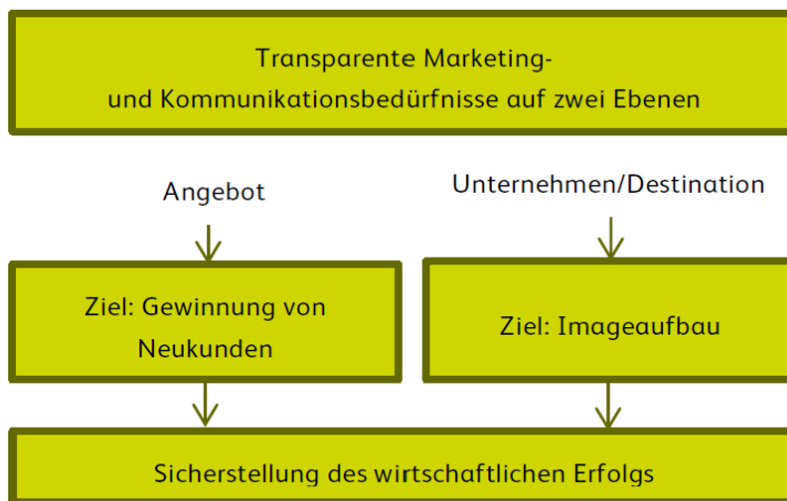 Transparente Marketing-
und Kommunikationsbedürfnisse auf zwei Ebenen
Angebot
Unternehmen/Destination
Ziel: Gewinnung von
Neukunden
Ziel: Imageaufbau
Sicherstellung des wirtschaftlichen Erfolgs